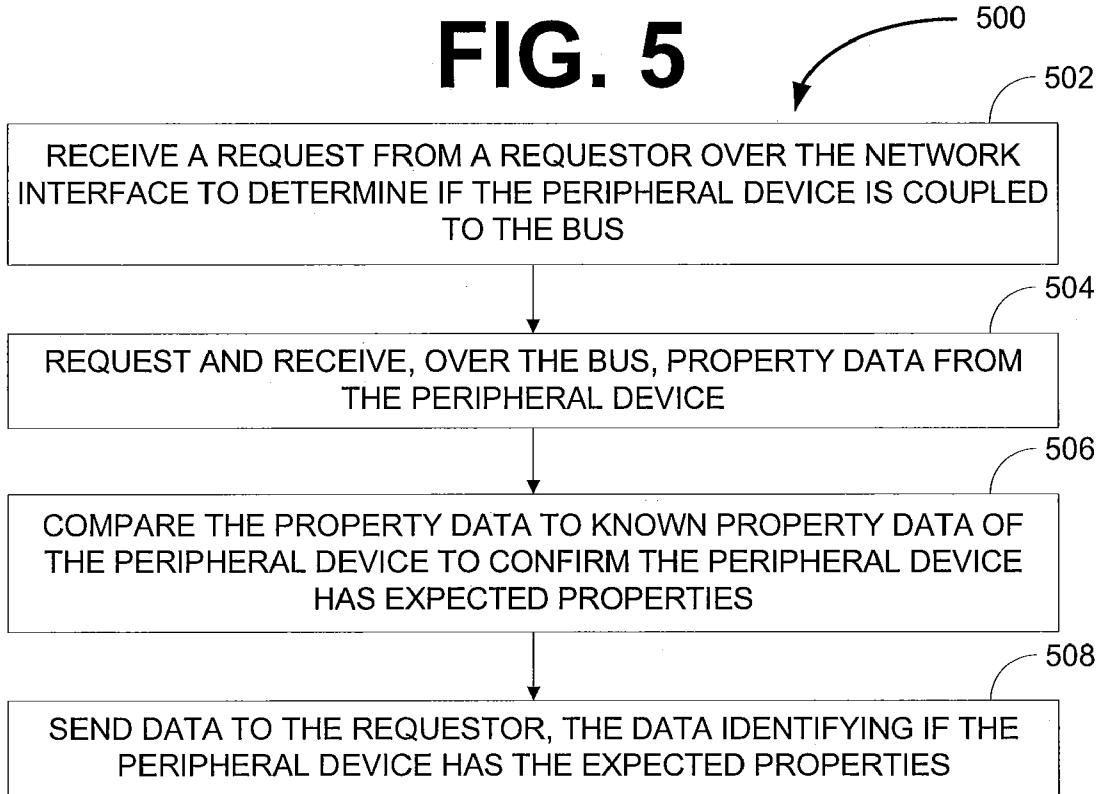 FIG. 5
500
502
RECEIVE A REQUEST FROM A REQUESTOR OVER THE NETWORK
INTERFACE TO DETERMINE IF THE PERIPHERAL DEVICE IS COUPLED
TO THE BUS
504
REQUEST AND RECEIVE, OVER THE BUS, PROPERTY DATA FROM
THE PERIPHERAL DEVICE
506
COMPARE THE PROPERTY DATA TO KNOWN PROPERTY DATA OF
THE PERIPHERAL DEVICE TO CONFIRM THE PERIPHERAL DEVICE
HAS EXPECTED PROPERTIES
508
SEND DATA TO THE REQUESTOR, THE DATA IDENTIFYING IF THE
PERIPHERAL DEVICE HAS THE EXPECTED PROPERTIES